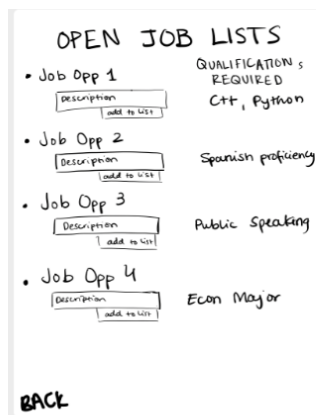 OPEN JOB LISTS
QUALIFICATIONS
REQUIRED
• Job Opp 1
Description
add to List
C++, Python
• Job Opp 2
Description
add to List
Spanish proficiency
• Job Opp 3
Description
add to List
Public Speaking
• Job Opp 4
Description
add to List
Econ Major
BACK